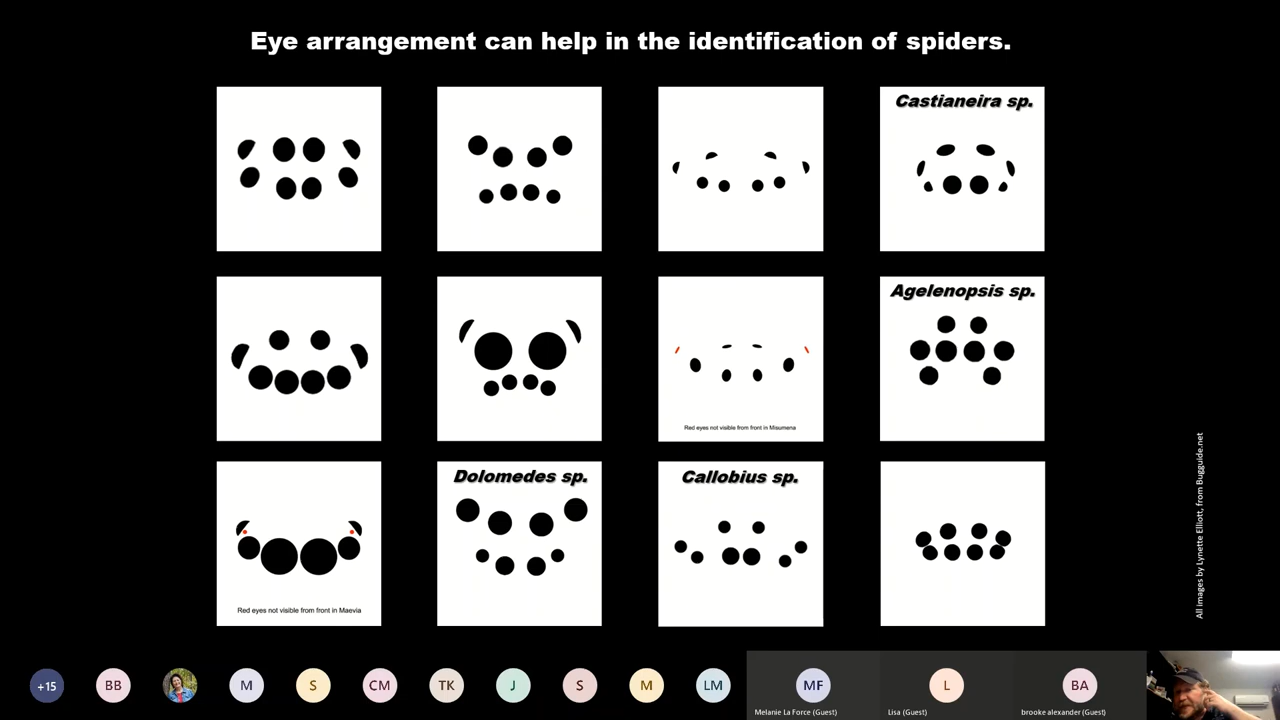 Eye arrangement can help in the identification of spiders.
Castianeira sp.
Agelenopsis sp.
Red eyes not visible from front in Misumena
Dolomedes sp.
Callobius sp.
Red eyes not visible from front in Maevia
All images by Lynette Elliott, from Bugguide.net
+15
BB
M
S
CM
TK
J
S
M
LM
MF
L
BA
Melanie La Force (Guest)
Lisa (Guest)
brooke alexander (Guest)